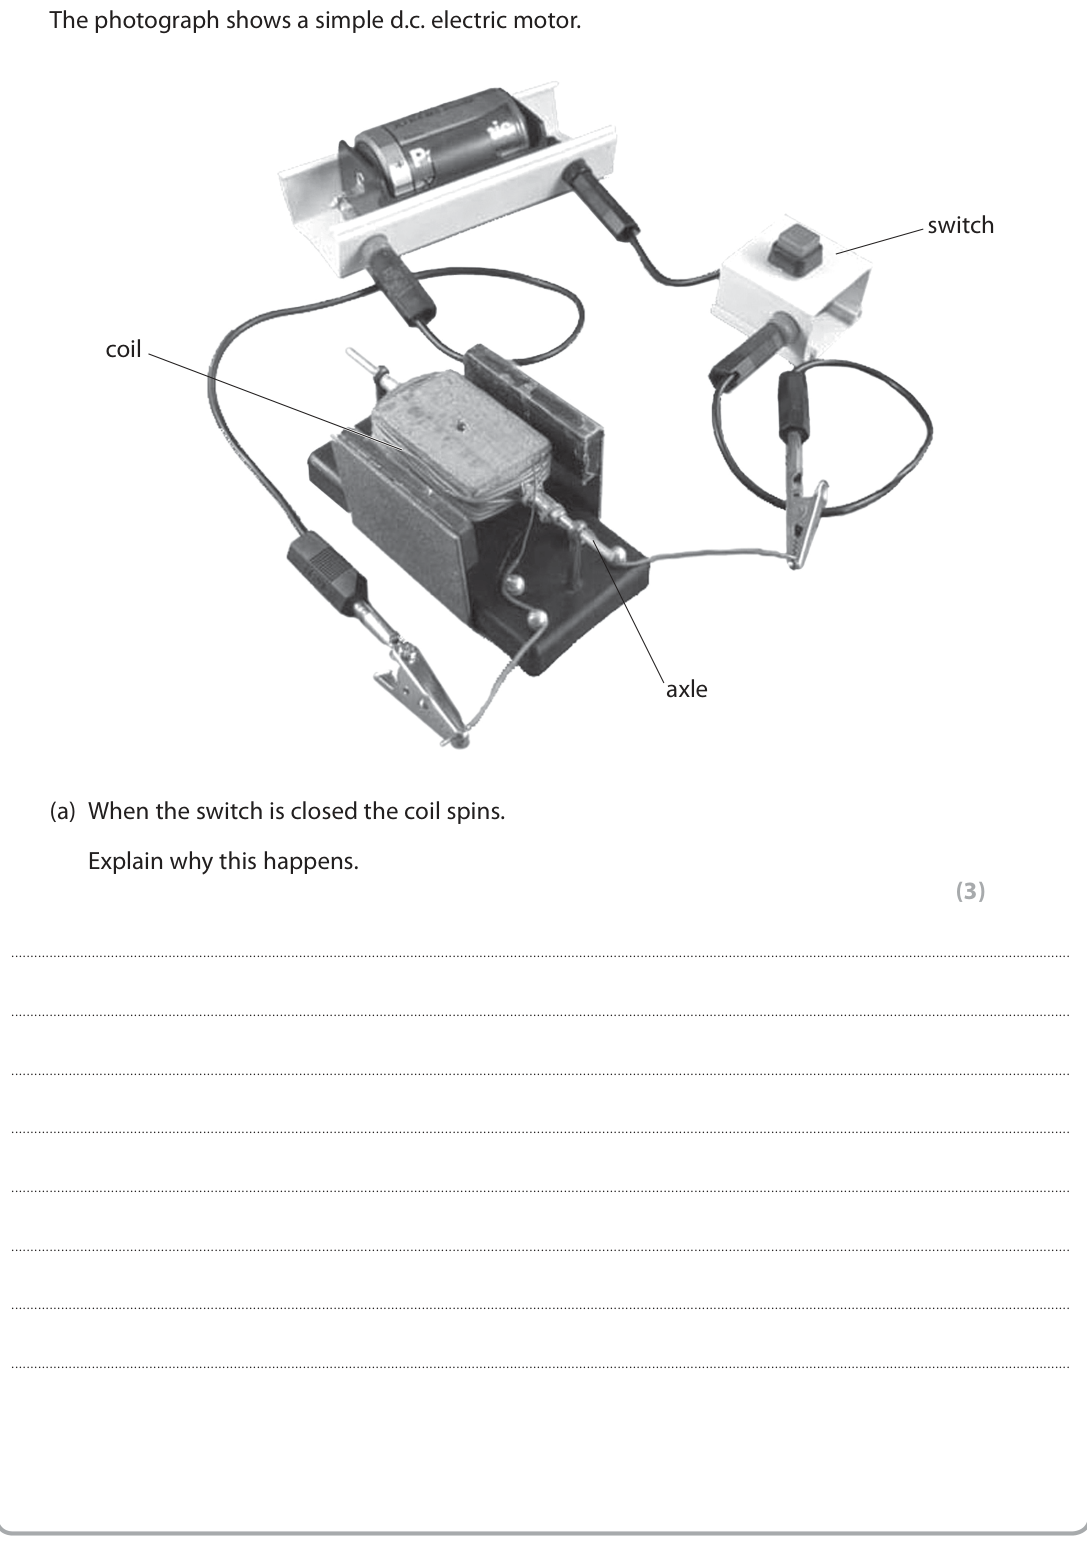 The photograph shows a simple d.c. electric motor.
switch
coil
axle
(a) When the switch is closed the coil spins.
Explain why this happens.
(3)